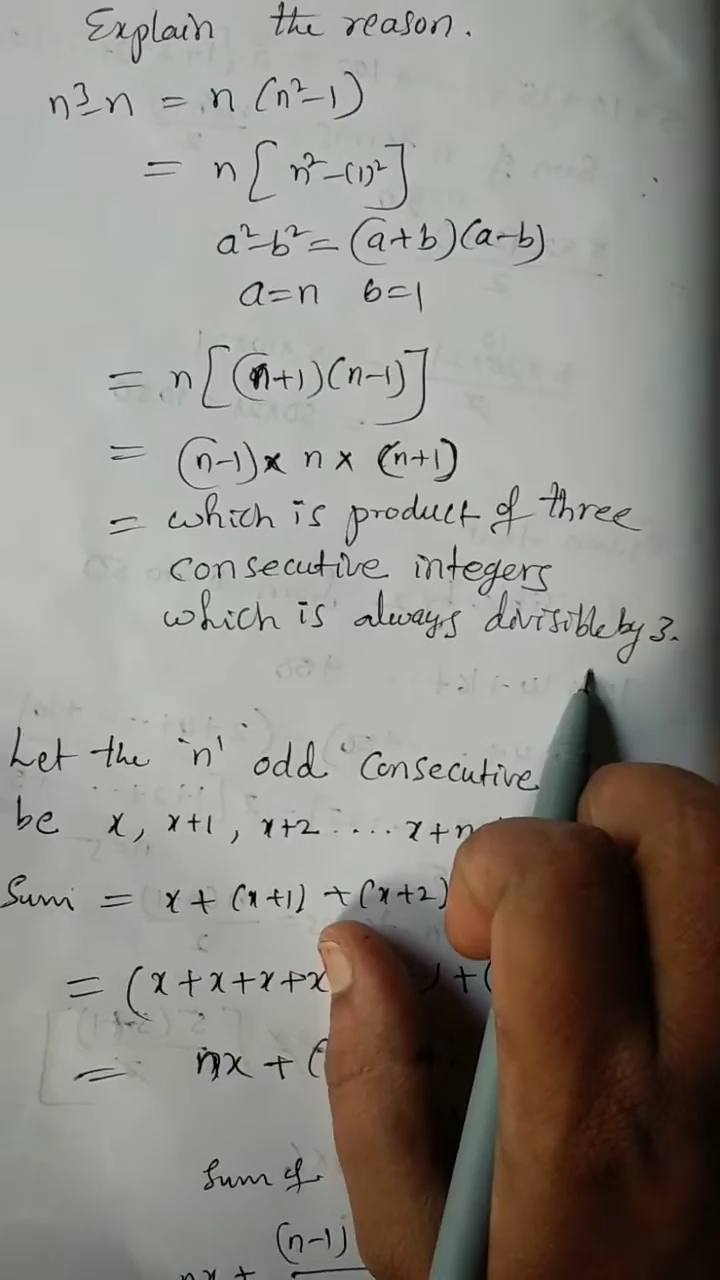 Explain the reason.
n³-n = n (n²-1)
= n [ n²-(1)²]
a²-b² = (a+b)(a-b)
a=n b=1
= n[(n+1)(n-1)]
= (n-1)× n × (n+1)
= which is product of three
consecutive integers
which is always divisible by 3.
Let the 'n' odd consecutive
be x, x+1, x+2 .... x+n
Sum = x + (x+1) + (x+2)
= (x+x+x+x ) + (
= nx + (
Sum of
(n-1)
nx +